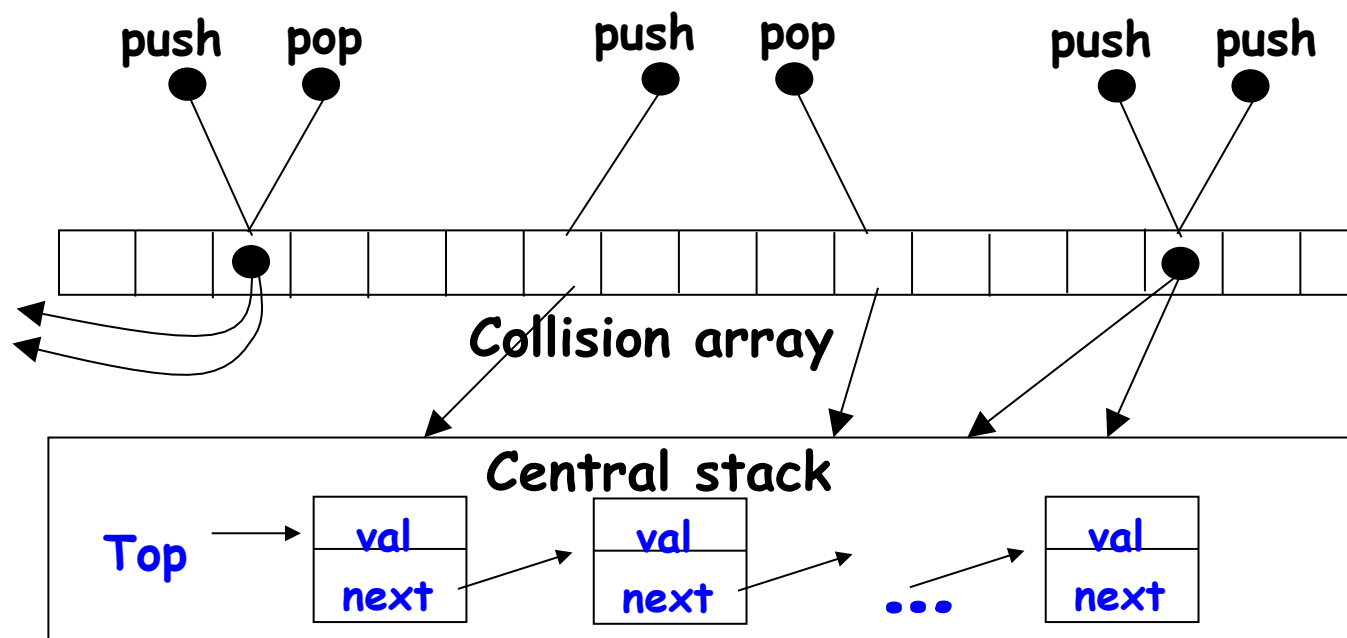 push pop push pop push push
Collision array
Central stack
Top
val val val
next next ... next